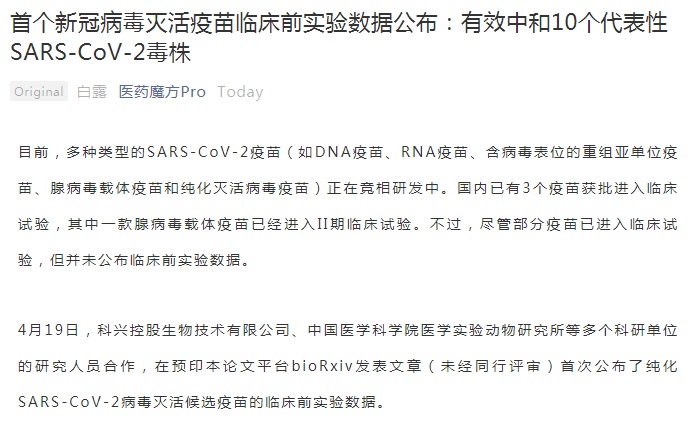 首个新冠病毒灭活疫苗临床前实验数据公布：有效中和10个代表性
SARS-CoV-2毒株
Original 白露 医药魔方Pro Today
目前，多种类型的SARS-CoV-2疫苗（如DNA疫苗、RNA疫苗、含病毒表位的重组亚单位疫
苗、腺病毒载体疫苗和纯化灭活病毒疫苗）正在竞相研发中。国内已有3个疫苗获批进入临床
试验，其中一款腺病毒载体疫苗已经进入II期临床试验。不过，尽管部分疫苗已进入临床试
验，但并未公布临床前实验数据。
4月19日，科兴控股生物技术有限公司、中国医学科学院医学实验动物研究所等多个科研单位
的研究人员合作，在预印本论文平台bioRxiv发表文章（未经同行评审）首次公布了纯化
SARS-CoV-2病毒灭活候选疫苗的临床前实验数据。